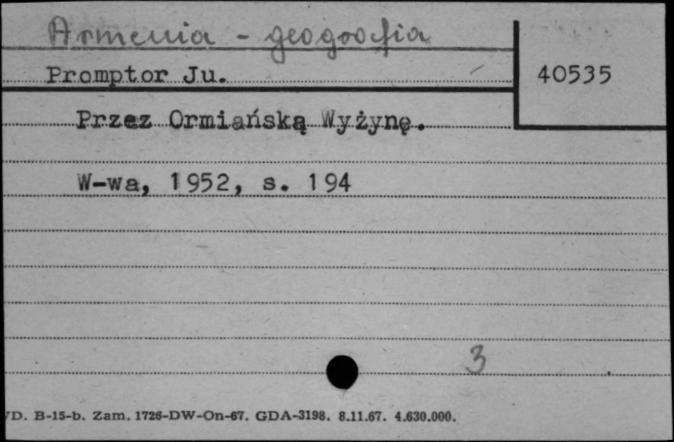 Armenia - geografia
Promptor Ju.
40535
Przez Ormiańską Wyżynę.
W-wa, 1952, s. 194
3
D. B-15-b. Zam. 1726-DW-On-67. GDA-3198. 8.11.67. 4.630.000.